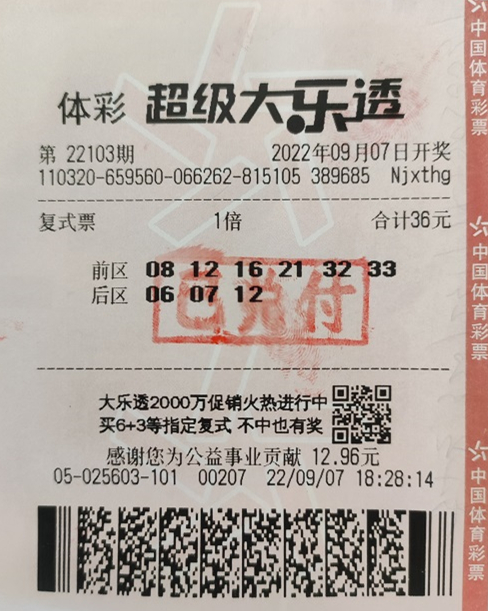 体彩 超级大乐透
第 22103期 2022年09月07日开奖
110320-659560-066262-815105 389685 Njxthg
复式票 1倍 合计36元
前区 08 12 16 21 32 33
后区 06 07 12
已兑付
大乐透2000万促销火热进行中
买6+3等指定复式 不中也有奖
感谢您为公益事业贡献 12.96元
05-025603-101 00207 22/09/07 18:28:14
中国体育彩票
中国体育彩票
中国体育彩票